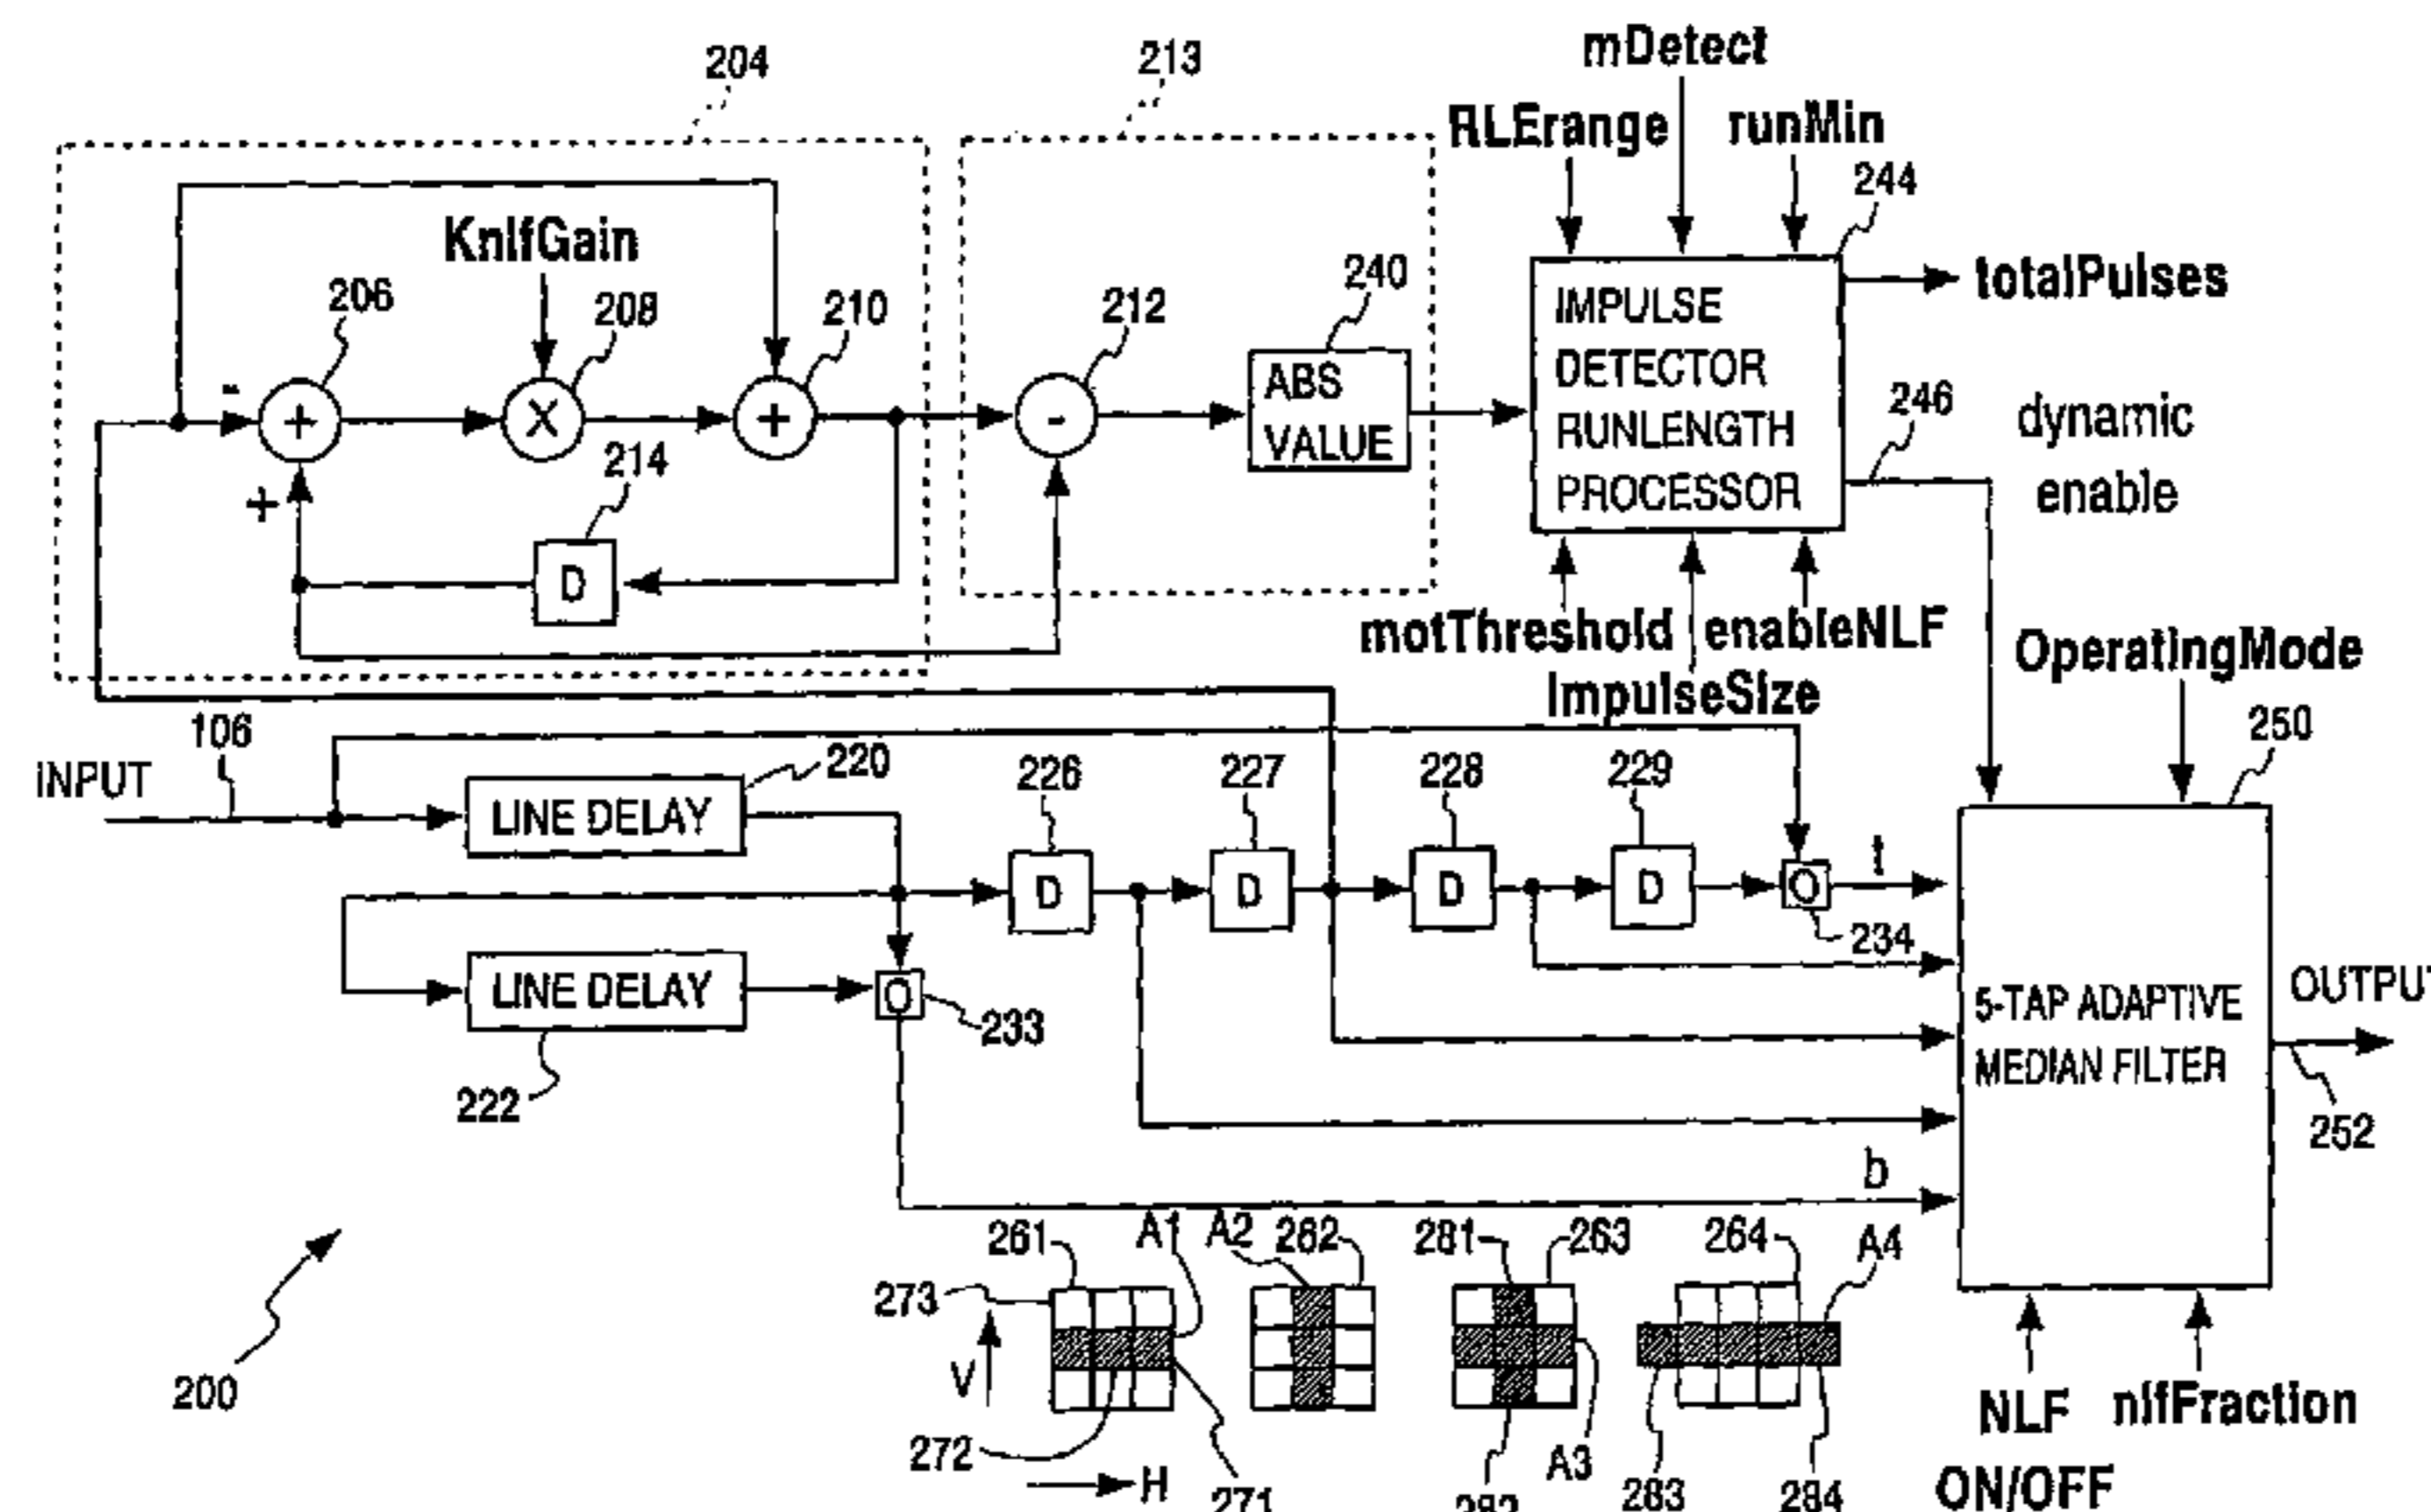 204
213
mDetect
RLErange
runMin
244
KnlfGain
206
208
210
212
240
totalPulses
IMPULSE
DETECTOR
RUNLENGTH
PROCESSOR
ABS
VALUE
-
+
X
+
-
246
dynamic
enable
214
+
D
motThreshold
enableNLF
ImpulseSize
OperatingMode
250
106
INPUT
220
LINE DELAY
226
227
228
229
D
D
D
D
O
t
234
LINE DELAY
O
233
222
5-TAP ADAPTIVE
MEDIAN FILTER
OUTPUT
252
b
261
A1
A2
262
281
263
264
A4
273
V
200
272
H
271
282
A3
283
284
NLF
ON/OFF
nlfFraction